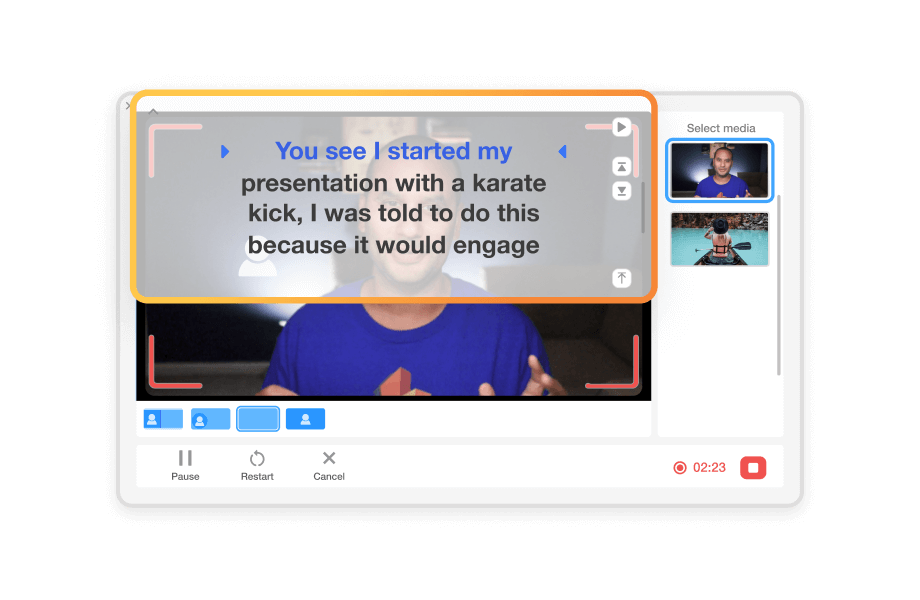 You see I started my
presentation with a karate
kick, I was told to do this
because it would engage
Select media
Pause
Restart
Cancel
02:23